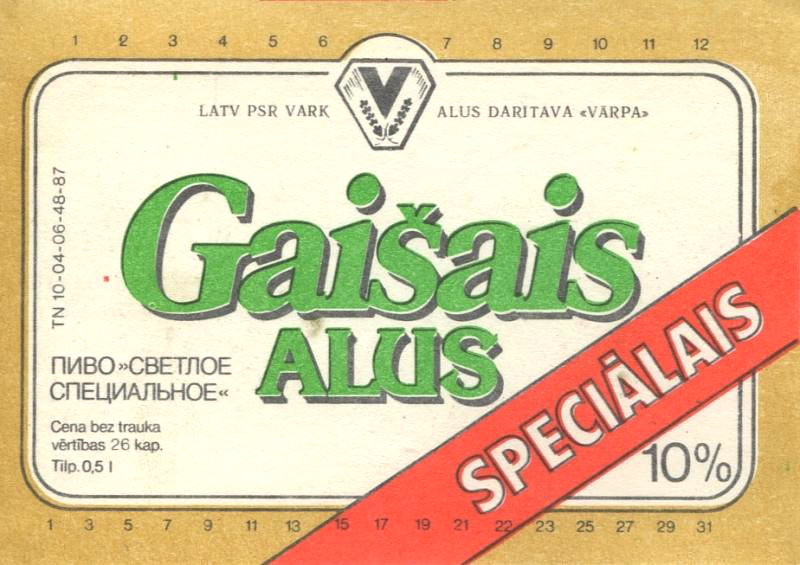 1 2 3 4 5 6 7 8 9 10 11 12
V
LATV PSR VARK ALUS DARITAVA «VĀRPA»
TN 10-04-06-48-87
Gaišais
ALUS
SPECIĀLAIS
ПИВО»СВЕТЛОЕ
СПЕЦИАЛЬНОЕ«
Cena bez trauka
vērtības 26 kap.
Tilp. 0,5 l
10%
1 3 5 7 9 11 13 15 17 19 21 22 23 25 27 29 31